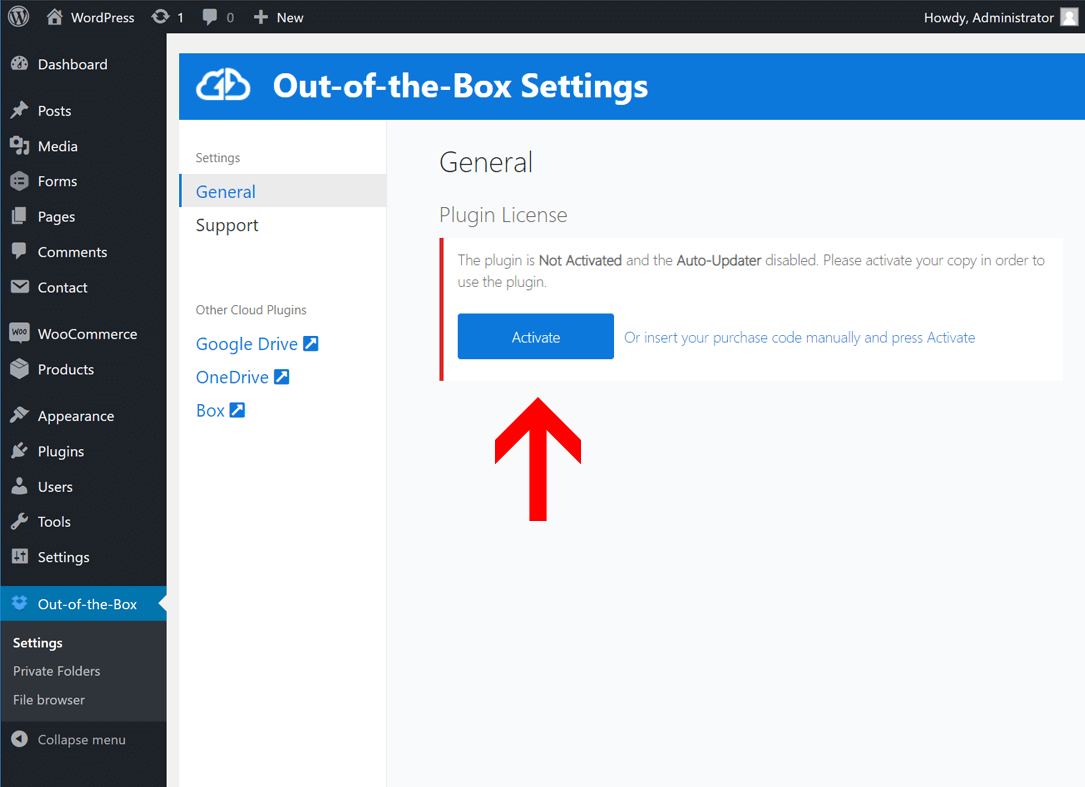 WordPress 1 0 New Howdy, Administrator
Dashboard
Posts
Media
Forms
Pages
Comments
Contact
WOO WooCommerce
Products
Appearance
Plugins
Users
Tools
Settings
Out-of-the-Box
Settings
Private Folders
File browser
Collapse menu
Out-of-the-Box Settings
Settings
General
Support
Other Cloud Plugins
Google Drive
OneDrive
Box
General
Plugin License
The plugin is Not Activated and the Auto-Updater disabled. Please activate your copy in order to
use the plugin.
Activate Or insert your purchase code manually and press Activate